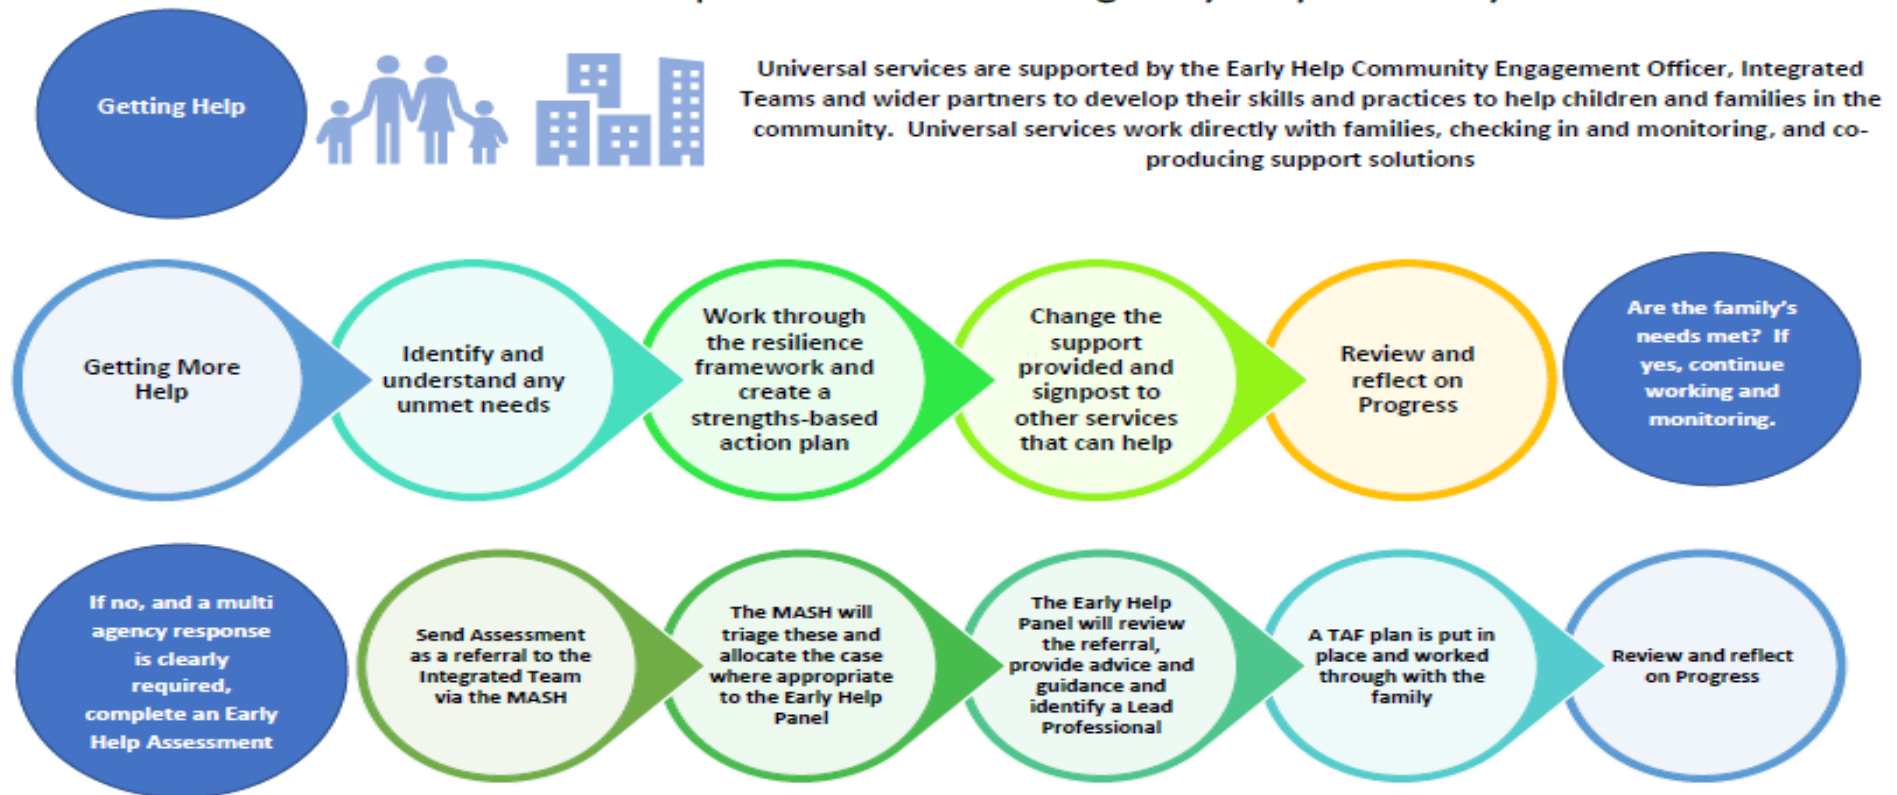 Getting Help
Universal services are supported by the Early Help Community Engagement Officer, Integrated
Teams and wider partners to develop their skills and practices to help children and families in the
community. Universal services work directly with families, checking in and monitoring, and co-
producing support solutions
Getting More
Help
Identify and
understand any
unmet needs
Work through
the resilience
framework and
create a
strengths-based
action plan
Change the
support
provided and
signpost to
other services
that can help
Review and
reflect on
Progress
Are the family's
needs met? If
yes, continue
working and
monitoring.
If no, and a multi
agency response
is clearly
required,
complete an Early
Help Assessment
Send Assessment
as a referral to the
Integrated Team
via the MASH
The MASH will
triage these and
allocate the case
where appropriate
to the Early Help
Panel
The Early Help
Panel will review
the referral,
provide advice and
guidance and
identify a Lead
Professional
A TAF plan is put in
place and worked
through with the
family
Review and reflect
on Progress